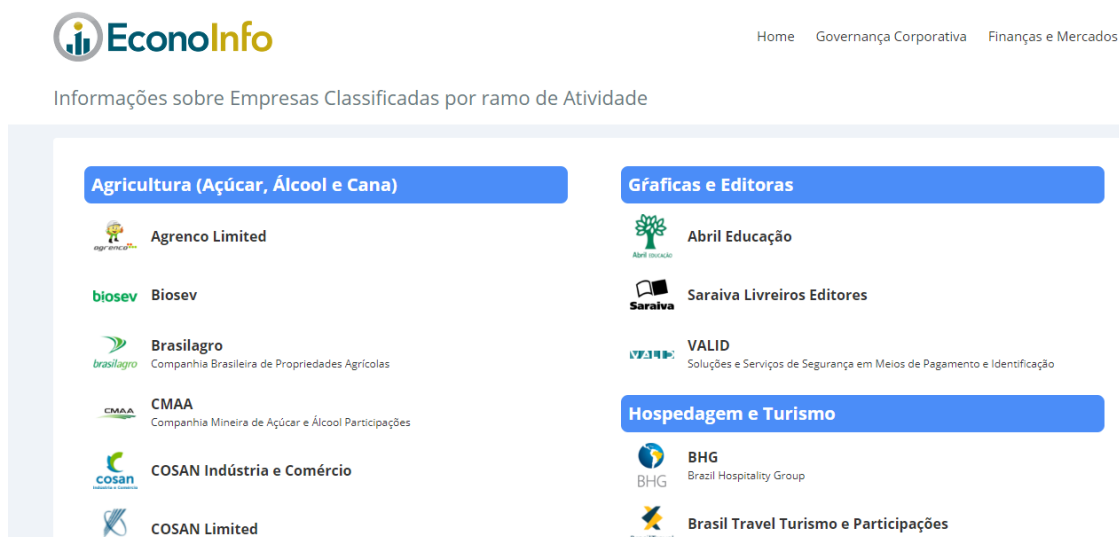 EconoInfo
Home Governança Corporativa Finanças e Mercados
Informações sobre Empresas Classificadas por ramo de Atividade
Agricultura (Açúcar, Álcool e Cana)
agrenco
Agrenco Limited
biosev
Biosev
brasilagro
Brasilagro
Companhia Brasileira de Propriedades Agrícolas
CMAA
CMAA
Companhia Mineira de Açúcar e Álcool Participações
cosan
Indústria e Comércio
COSAN Indústria e Comércio
COSAN Limited
Gŕaficas e Editoras
Abril EDUCAÇÃO
Abril Educação
Saraiva
Saraiva Livreiros Editores
VALID
VALID
Soluções e Serviços de Segurança em Meios de Pagamento e Identificação
Hospedagem e Turismo
BHG
BHG
Brazil Hospitality Group
Brasil Travel Turismo e Participações